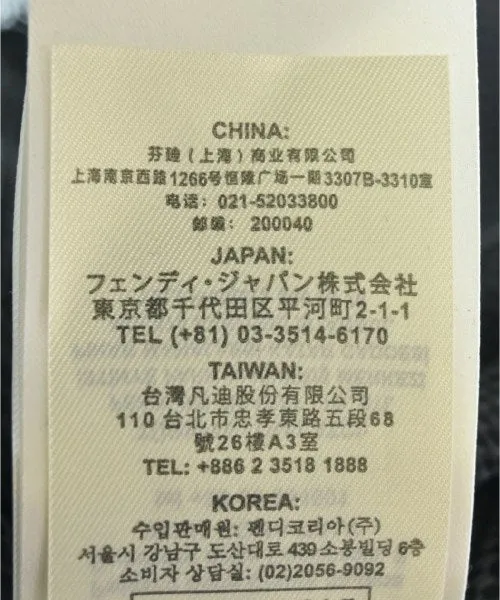 CHINA:
芬迪（上海）商业有限公司
上海南京西路1266号恒隆广场一期3307B-3310室
电话: 021-52033800
邮编: 200040
JAPAN:
フェンディ・ジャパン株式会社
東京都千代田区平河町2-1-1
TEL (+81) 03-3514-6170
TAIWAN:
台灣凡迪股份有限公司
110 台北市忠孝東路五段68
號26樓A3室
TEL: +886 2 3518 1888
KOREA:
수입판매원: 펜디코리아(주)
서울시 강남구 도산대로 439 소봉빌딩 6층
소비자 상담실: (02)2056-9092